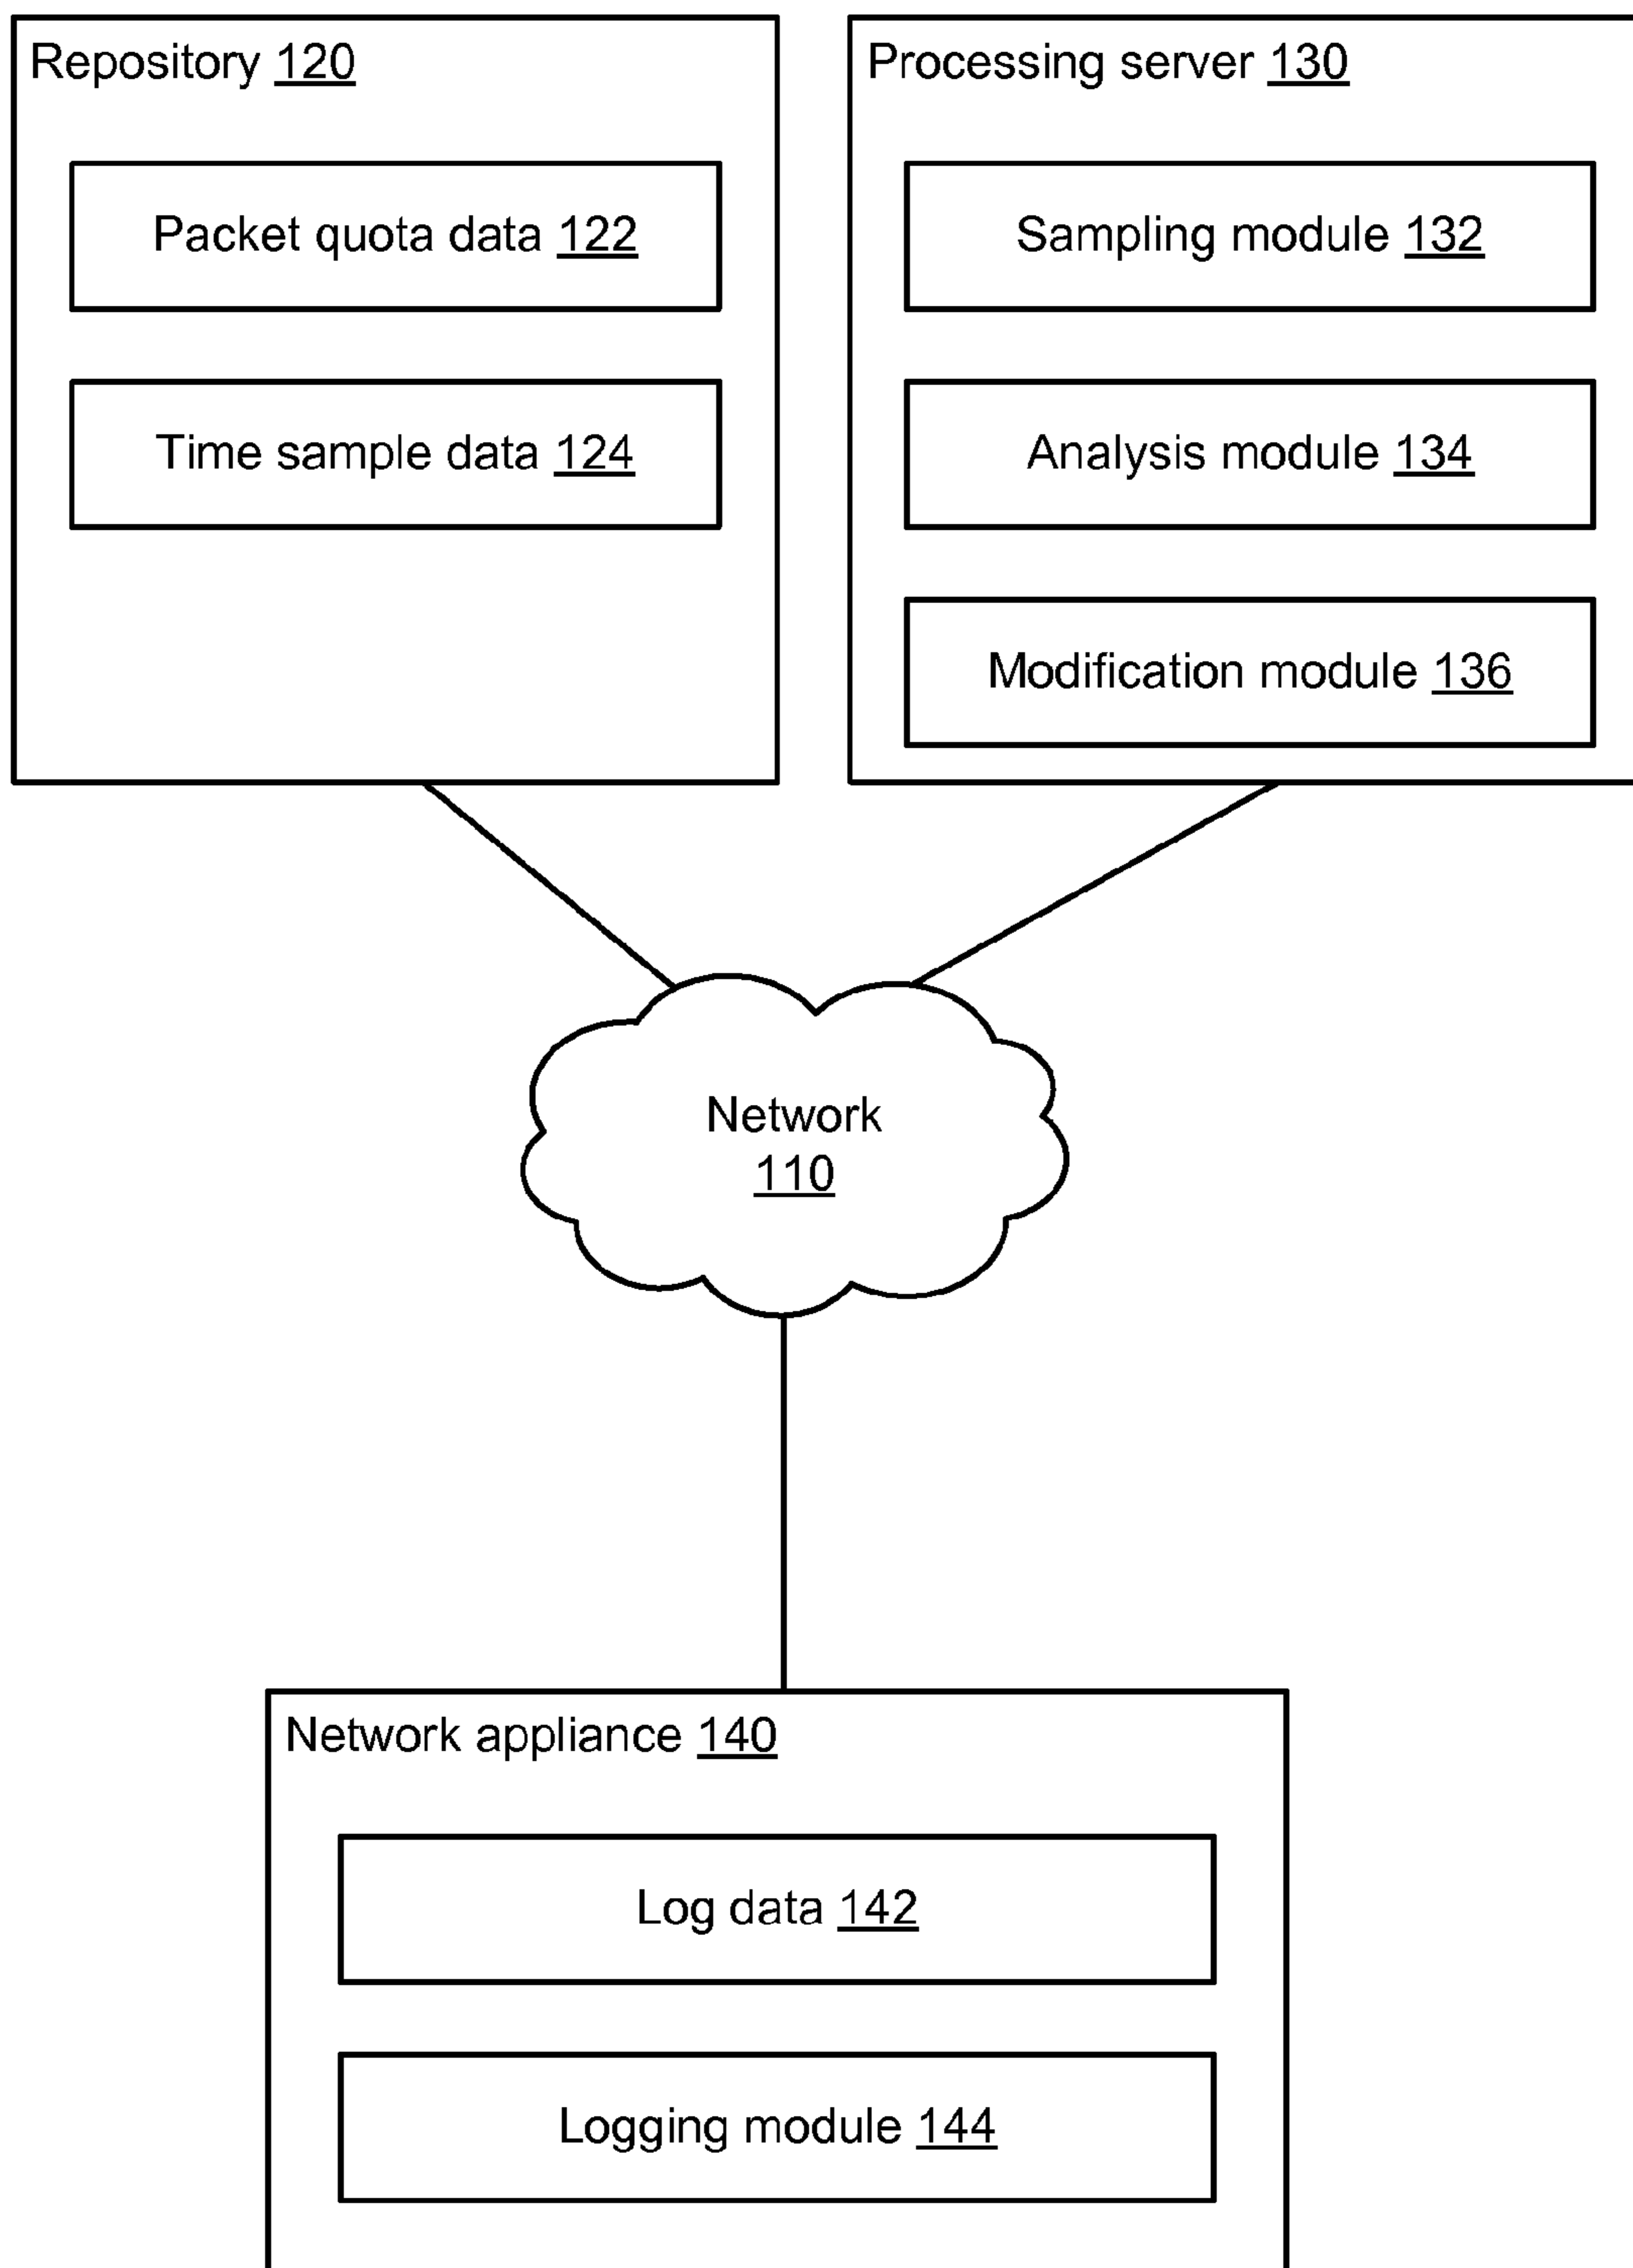 Repository 120
Packet quota data 122
Time sample data 124
Processing server 130
Sampling module 132
Analysis module 134
Modification module 136
Network
110
Network appliance 140
Log data 142
Logging module 144